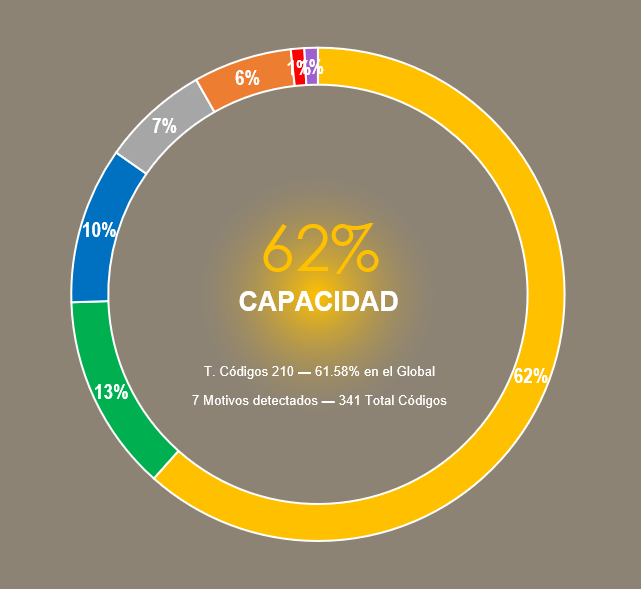 6%
1%
1%
7%
10%
62%
CAPACIDAD
T. Códigos 210 — 61.58% en el Global
62%
13%
7 Motivos detectados — 341 Total Códigos